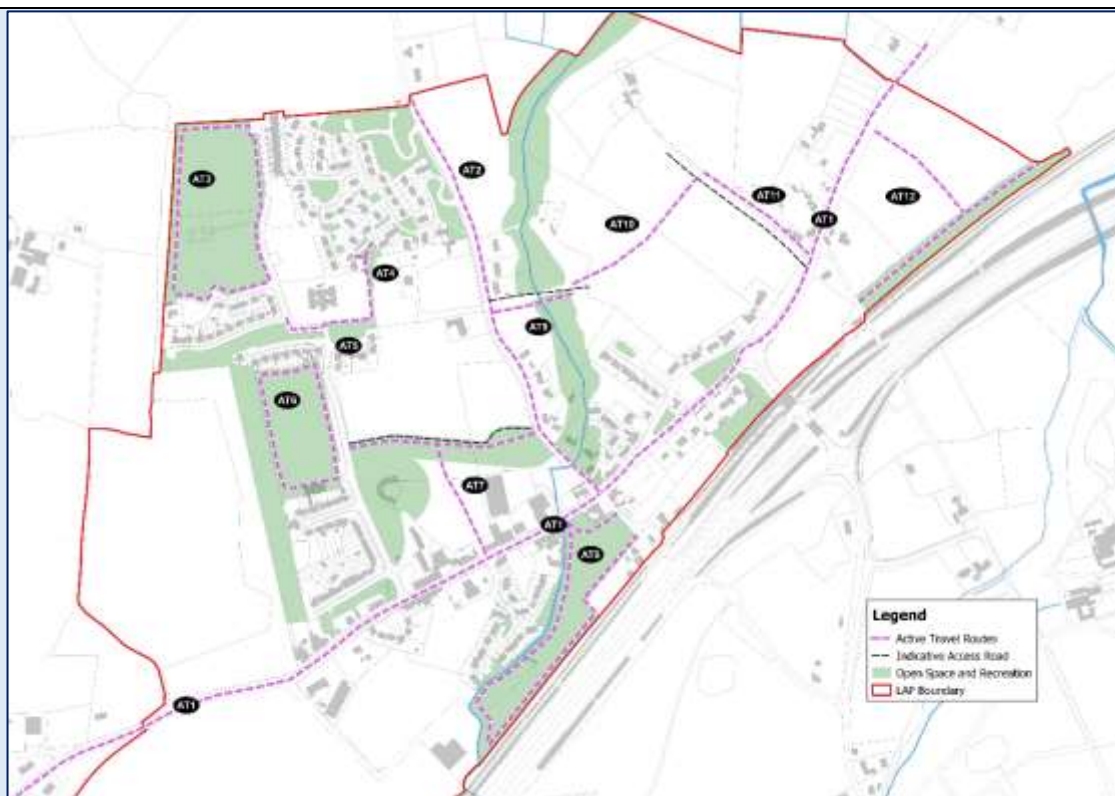 AT1
AT2
AT3
AT11
AT12
AT10
AT1
AT4
AT9
AT5
AT6
AT7
AT1
AT8
Legend
Active Travel Routes
Indicative Access Road
Open Space and Recreation
LAP Boundary
AT1